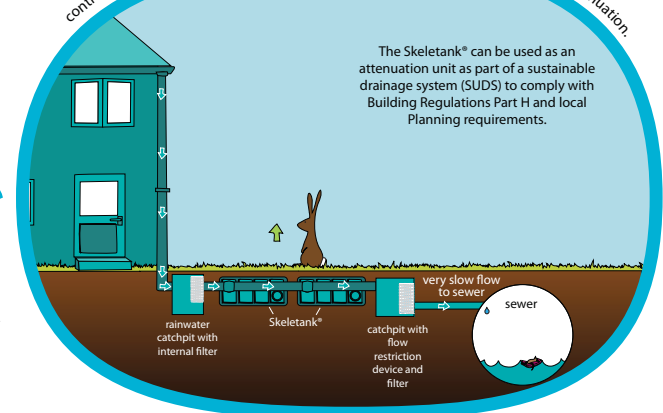 The Skeletank® can be used as an
attenuation unit as part of a sustainable
drainage system (SUDS) to comply with
Building Regulations Part H and local
Planning requirements.
very slow flow
to sewer
sewer
rainwater
catchpit with
internal filter
Skeletank®
catchpit with
flow
restriction
device and
filter